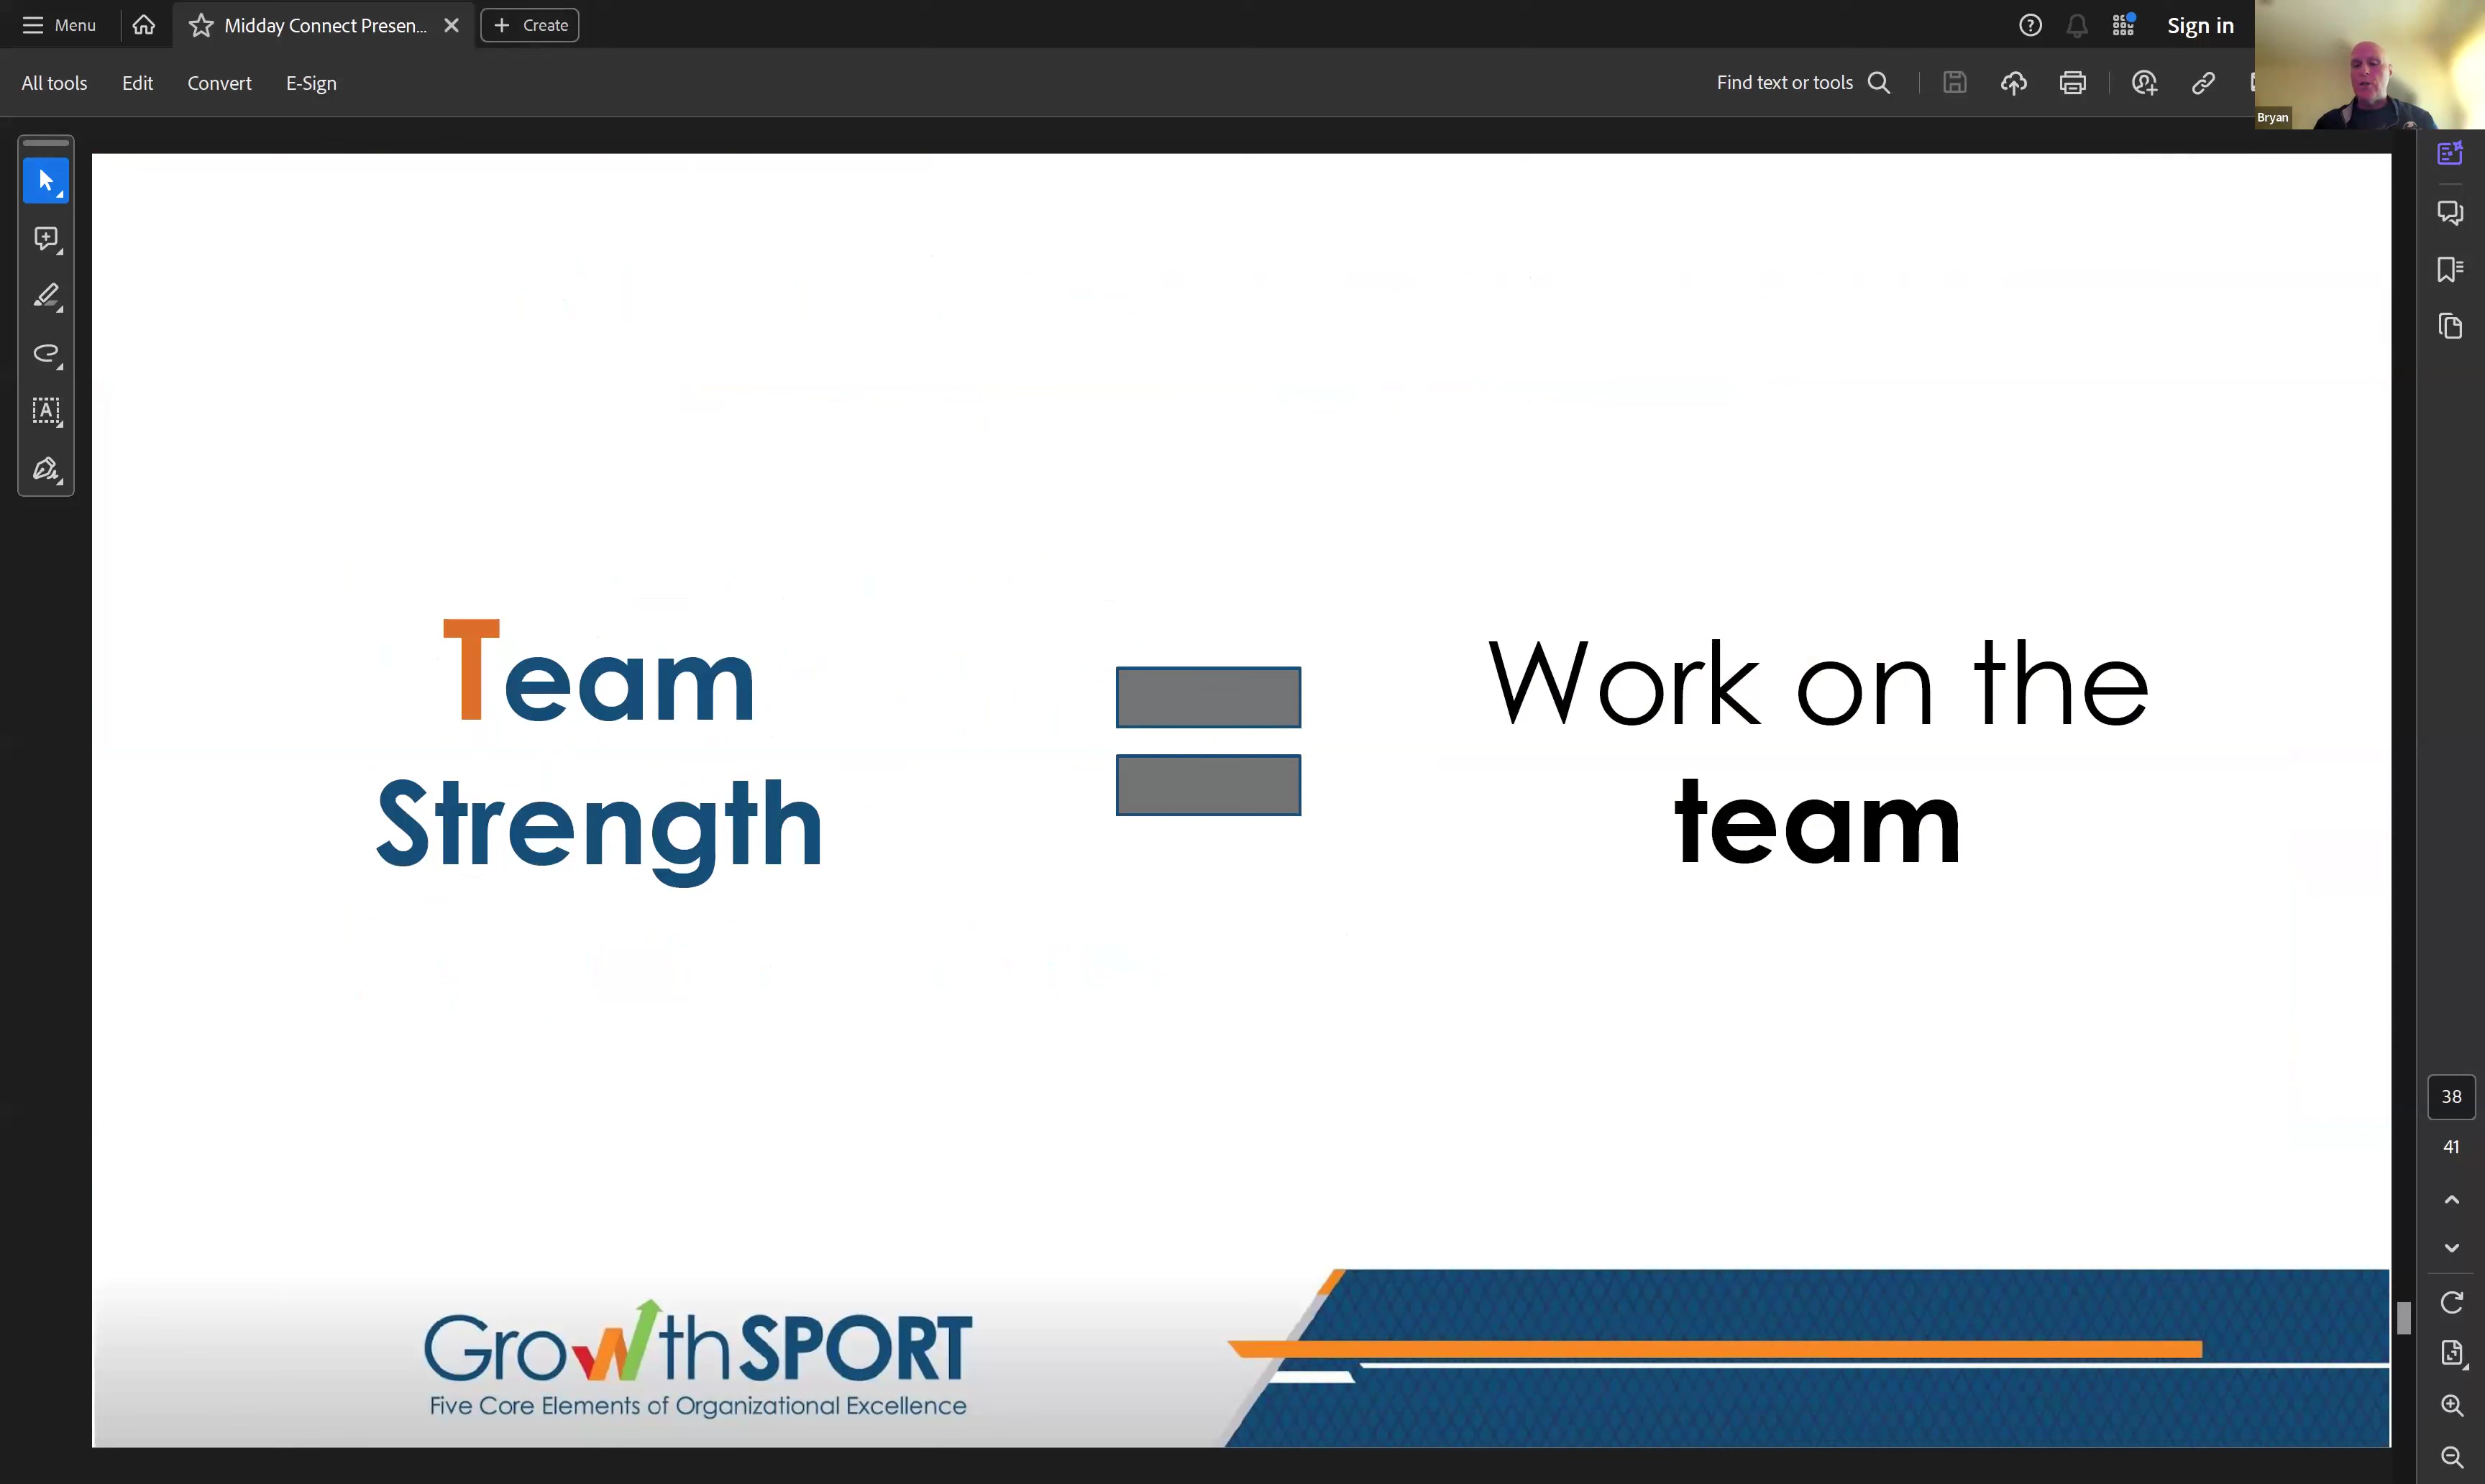 Menu
Midday Connect Presen...
Create
Sign in
All tools
Edit
Convert
E-Sign
Find text or tools
Bryan
Team
Strength
Work on the
team
38
41
GrowthSPORT
Five Core Elements of Organizational Excellence